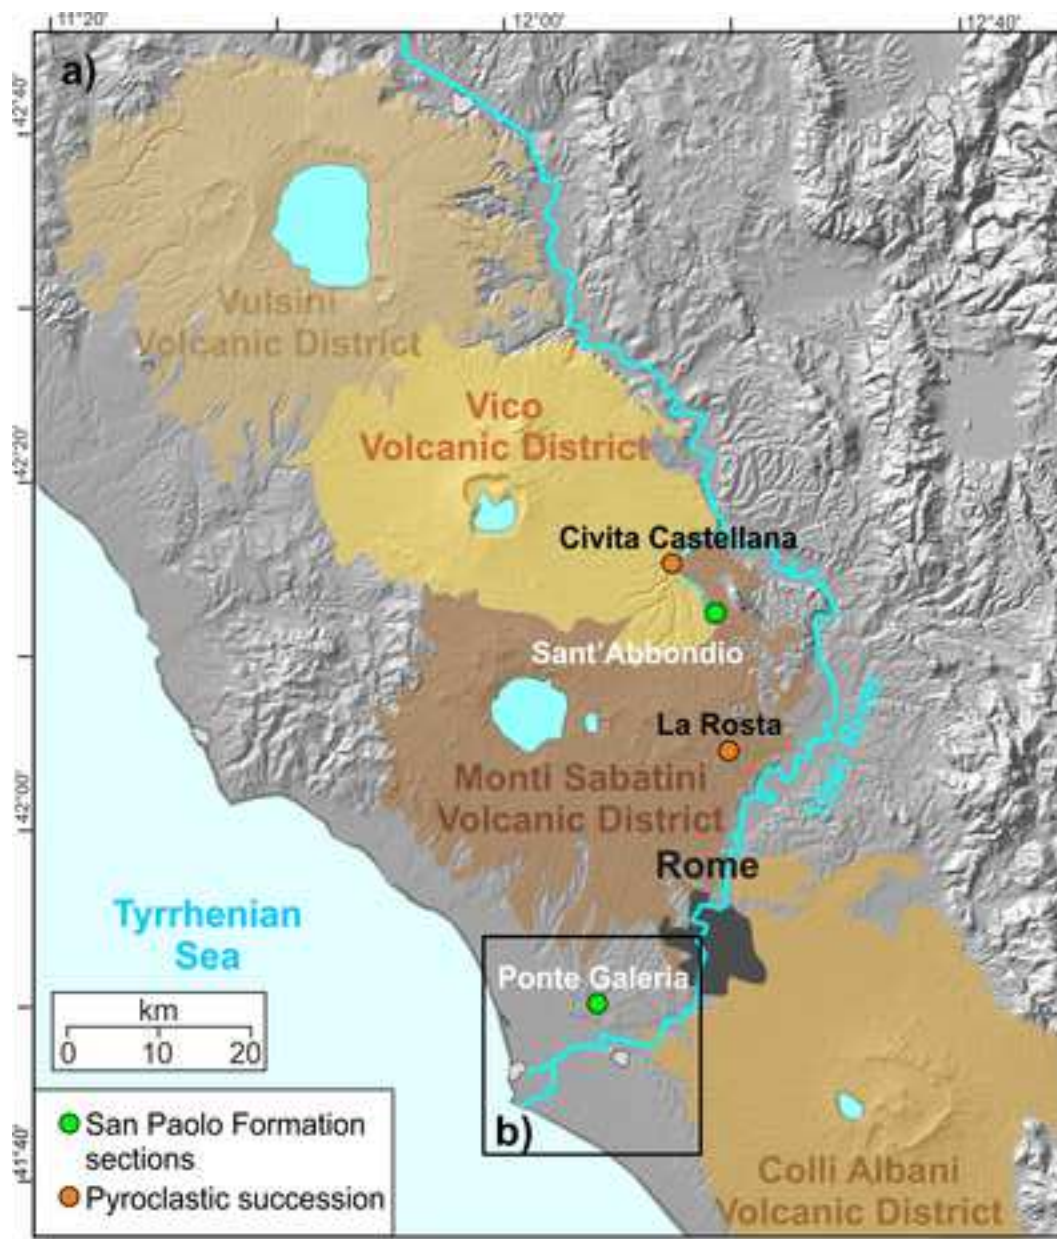 11°20'
12°00'
12°40'
a)
42°40'
Vulsini
Volcanic District
Vico
Volcanic District
42°20'
Civita Castellana
Sant'Abbondio
La Rosta
Monti Sabatini
Volcanic District
42°00'
Rome
Tyrrhenian
Sea
Ponte Galeria
km
0 10 20
b)
San Paolo Formation
sections
Pyroclastic succession
41°40'
Colli Albani
Volcanic District